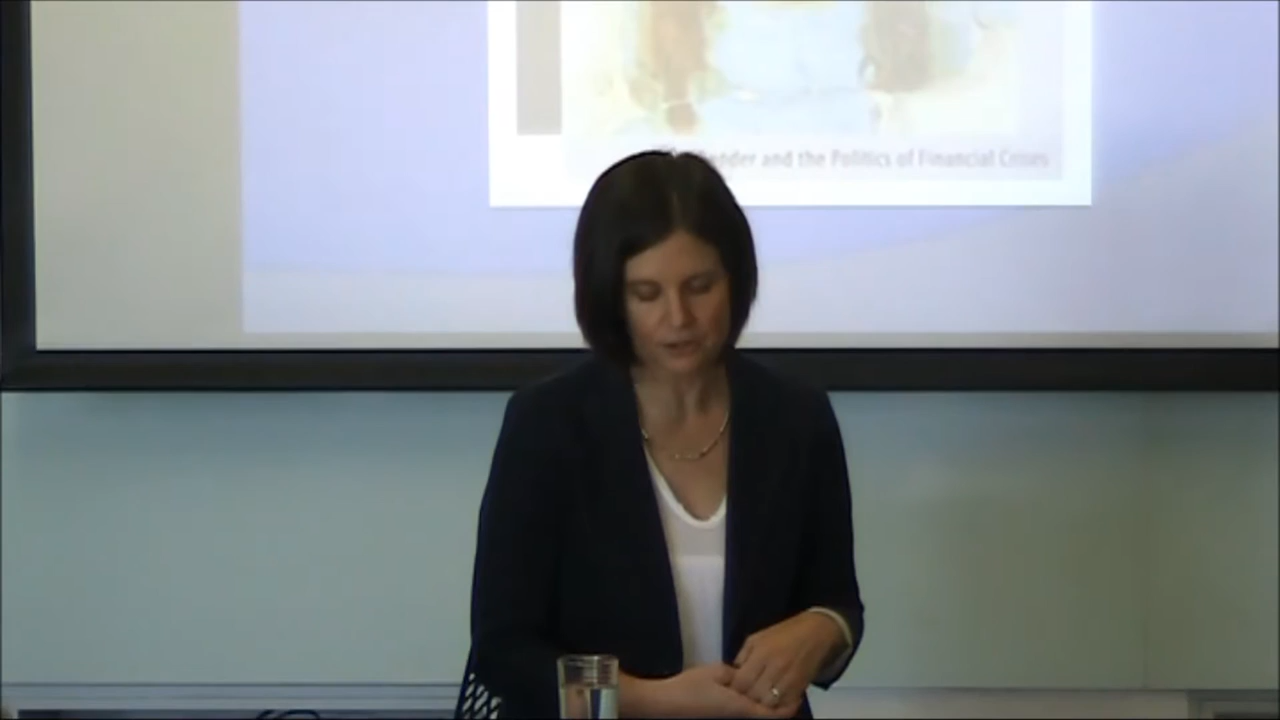 Gender and the Politics of Financial Crises